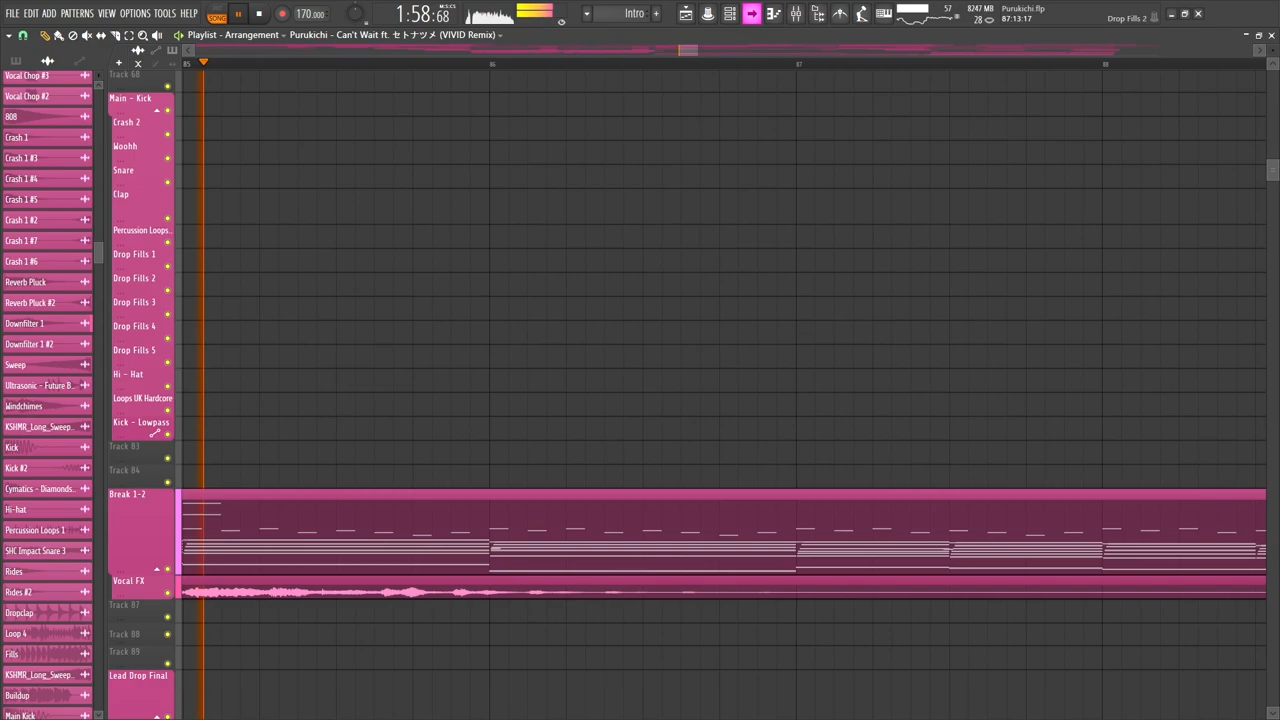 FILE EDIT ADD PATTERNS VIEW OPTIONS TOOLS HELP
SONG
170.000
1:58:68
M:S:CS
Intro
57
8247 MB
28
Purukichi.flp
87:13:17
Drop Fills 2
Playlist - Arrangement
Purukichi - Can't Wait ft. セトナツメ (VIVID Remix)
85
86
87
88
Vocal Chop #3
Vocal Chop #2
808
Crash 1
Crash 1 #3
Crash 1 #4
Crash 1 #5
Crash 1 #2
Crash 1 #7
Crash 1 #6
Reverb Pluck
Reverb Pluck #2
Downfilter 1
Downfilter 1 #2
Sweep
Ultrasonic - Future B..
Windchimes
KSHMR_Long_Sweep..
Kick
Kick #2
Cymatics - Diamonds..
Hi-hat
Percussion Loops 1
SHC Impact Snare 3
Rides
Rides #2
Dropclap
Loop 4
Fills
KSHMR_Long_Sweep..
Buildup
Main Kick
Track 68
Main - Kick
Crash 2
Woohh
Snare
Clap
Percussion Loops..
Drop Fills 1
Drop Fills 2
Drop Fills 3
Drop Fills 4
Drop Fills 5
Hi - Hat
Loops UK Hardcore
Kick - Lowpass
Track 83
Track 84
Break 1-2
Vocal FX
Track 87
Track 88
Track 89
Lead Drop Final